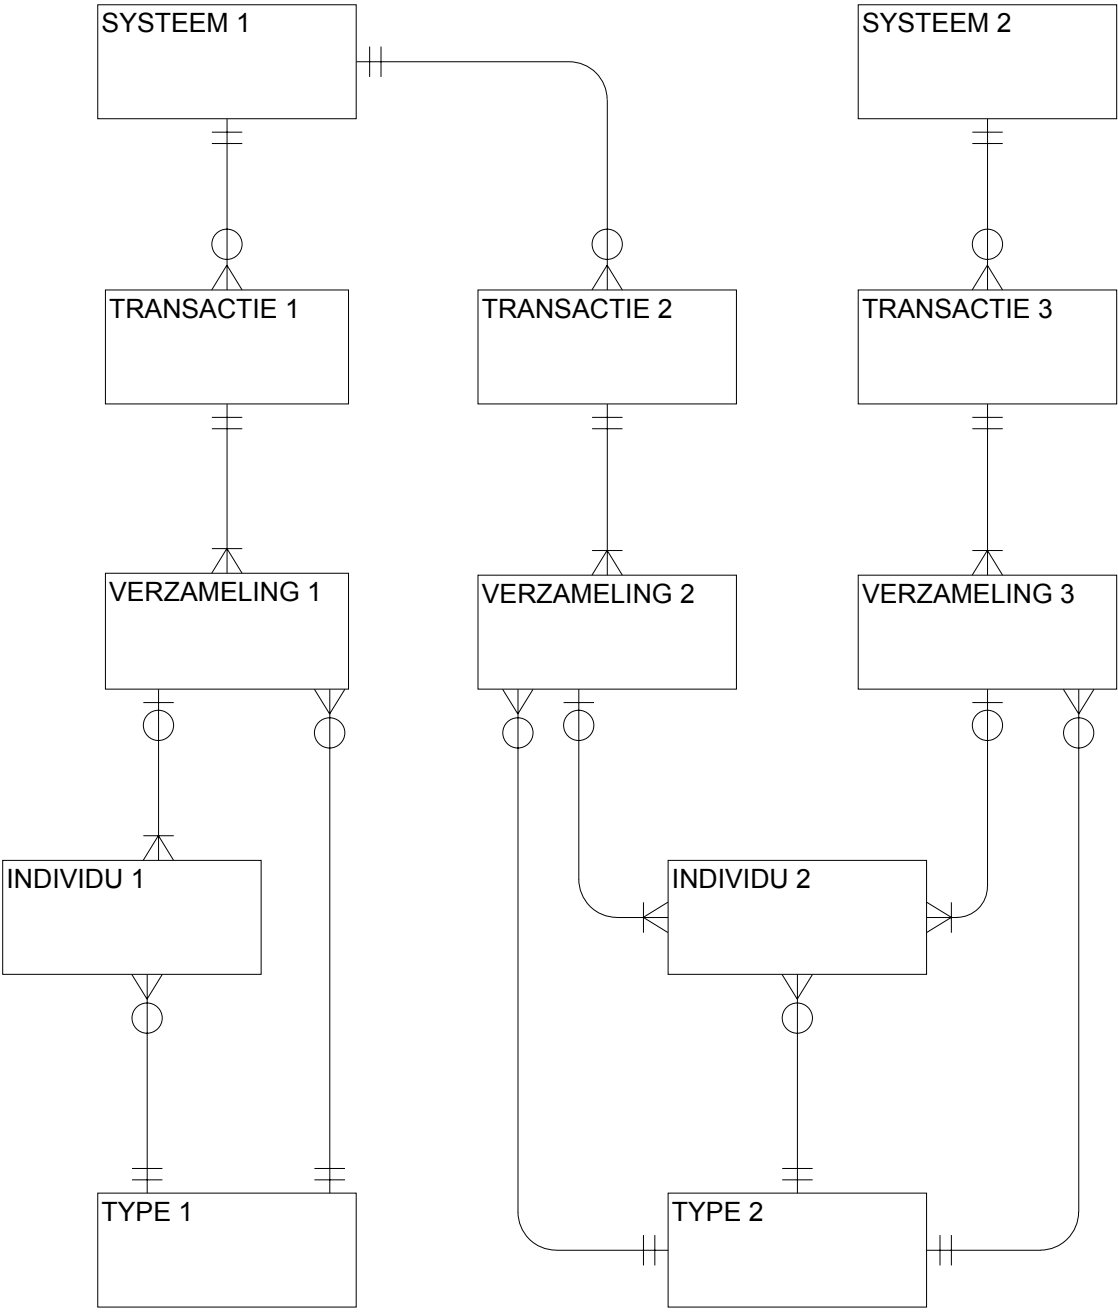 SYSTEEM 1
SYSTEEM 2
TRANSACTIE 1
TRANSACTIE 2
TRANSACTIE 3
VERZAMELING 1
VERZAMELING 2
VERZAMELING 3
INDIVIDU 1
INDIVIDU 2
TYPE 1
TYPE 2